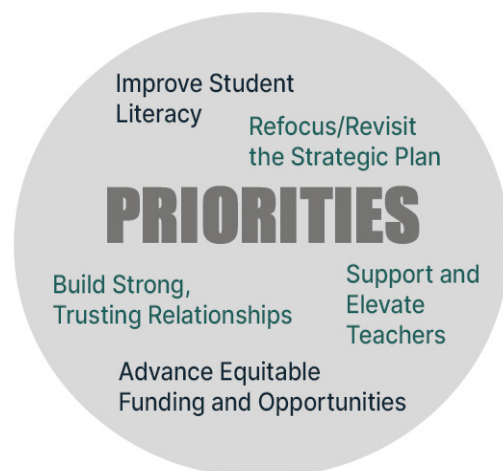 Improve Student
Literacy
Refocus/Revisit
the Strategic Plan
PRIORITIES
Build Strong,
Trusting Relationships
Support and
Elevate
Teachers
Advance Equitable
Funding and Opportunities